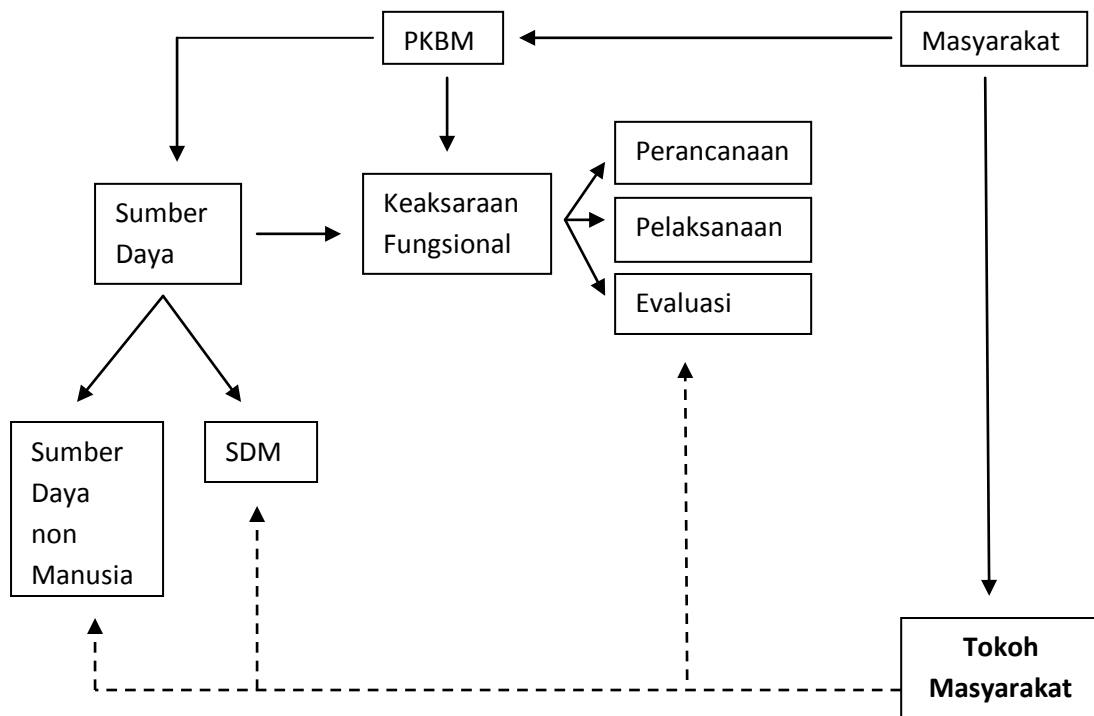 PKBM
Masyarakat
Perancanaan
Sumber
Daya
Keaksaraan
Fungsional
Pelaksanaan
Evaluasi
Sumber
Daya
non
Manusia
SDM
Tokoh
Masyarakat